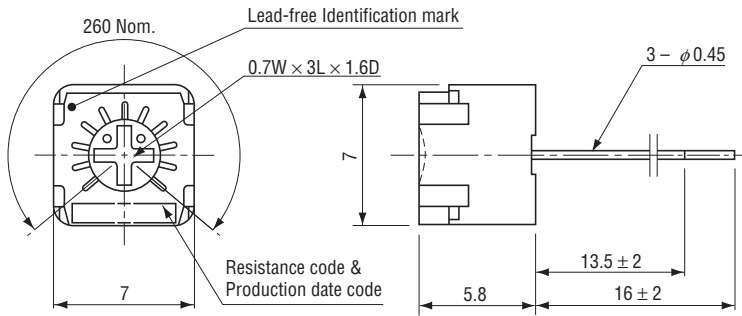 Lead-free Identification mark
260 Nom.
0.7W × 3L × 1.6D
3 – φ 0.45
7
Resistance code &
Production date code
13.5 ± 2
7
5.8
16 ± 2